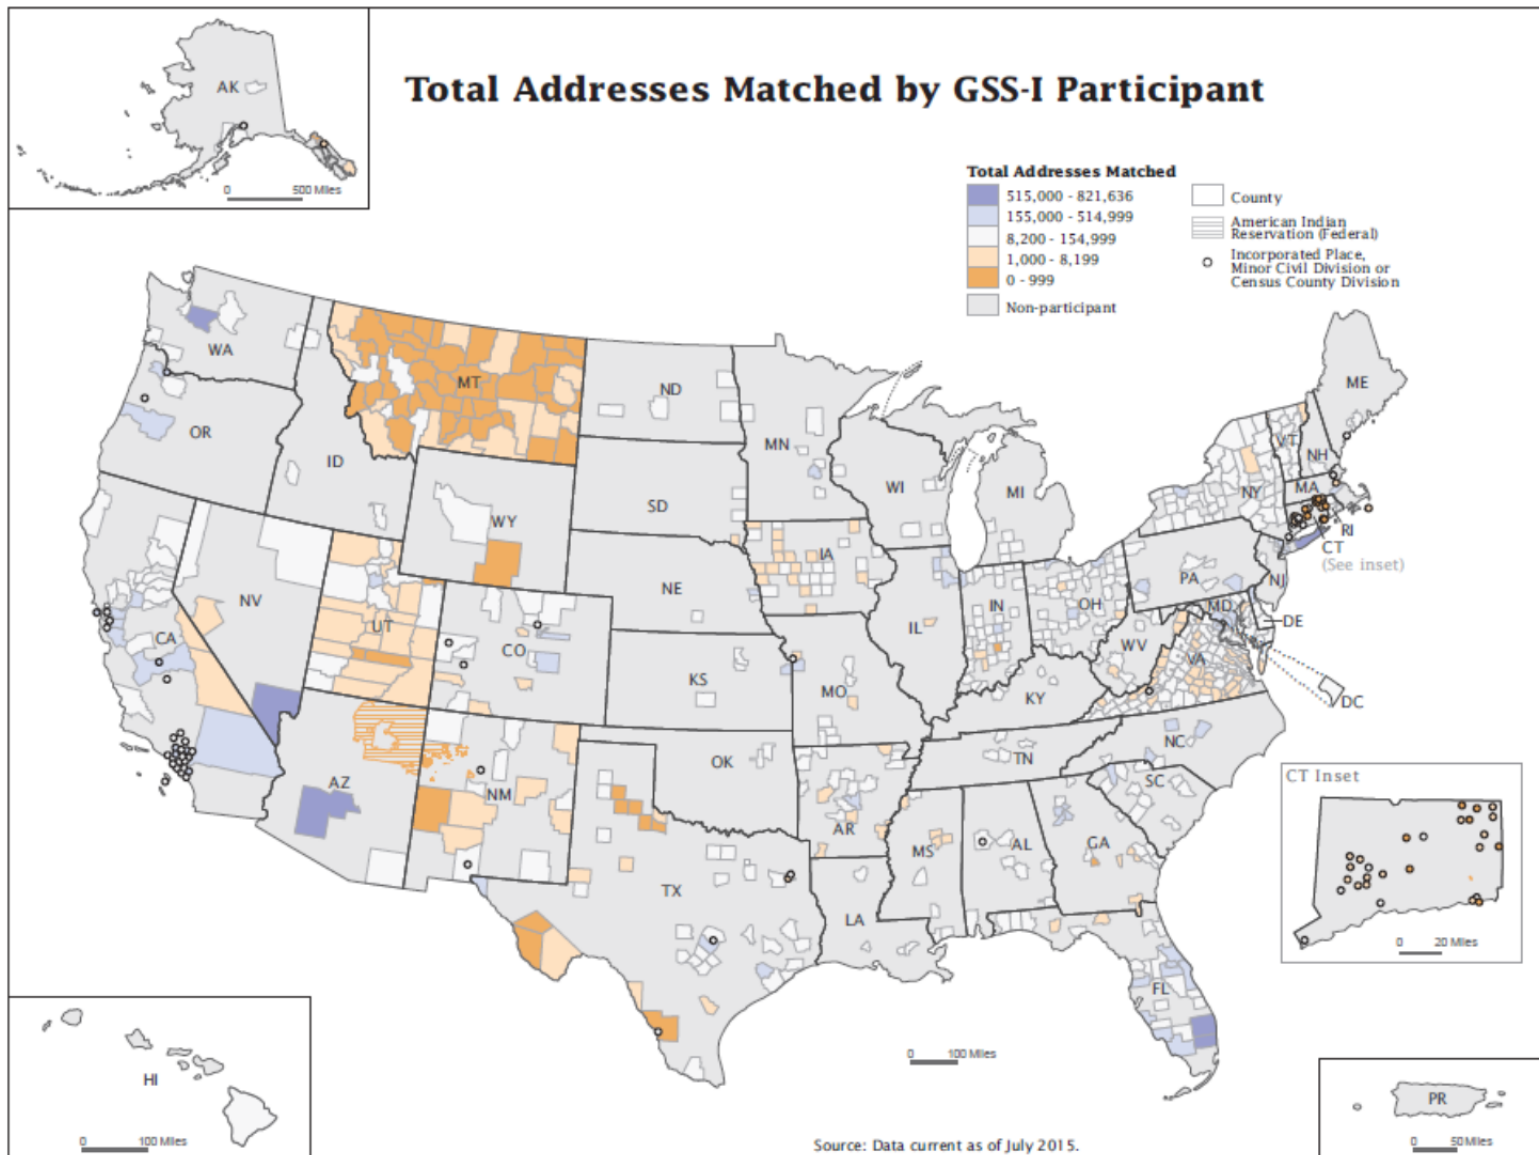 AK
0 500 Miles
Total Addresses Matched by GSS-I Participant
Total Addresses Matched
515,000 - 821,636
155,000 - 514,999
8,200 - 154,999
1,000 - 8,199
0 - 999
Non-participant
County
American Indian
Reservation (Federal)
Incorporated Place,
Minor Civil Division or
Census County Division
WA
MT
ND
MN
ME
OR
ID
WY
SD
WI
MI
NY
VT
NH
MA
RI
CT
(See inset)
NV
UT
CA
CO
NE
IA
IL
IN
OH
PA
NJ
MD
DE
WV
VA
DC
KS
MO
KY
AZ
NM
OK
AR
TN
NC
SC
MS
AL
GA
TX
LA
FL
CT Inset
0 20 Miles
HI
0 100 Miles
0 100 Miles
PR
0 50 Miles
Source: Data current as of July 2015.